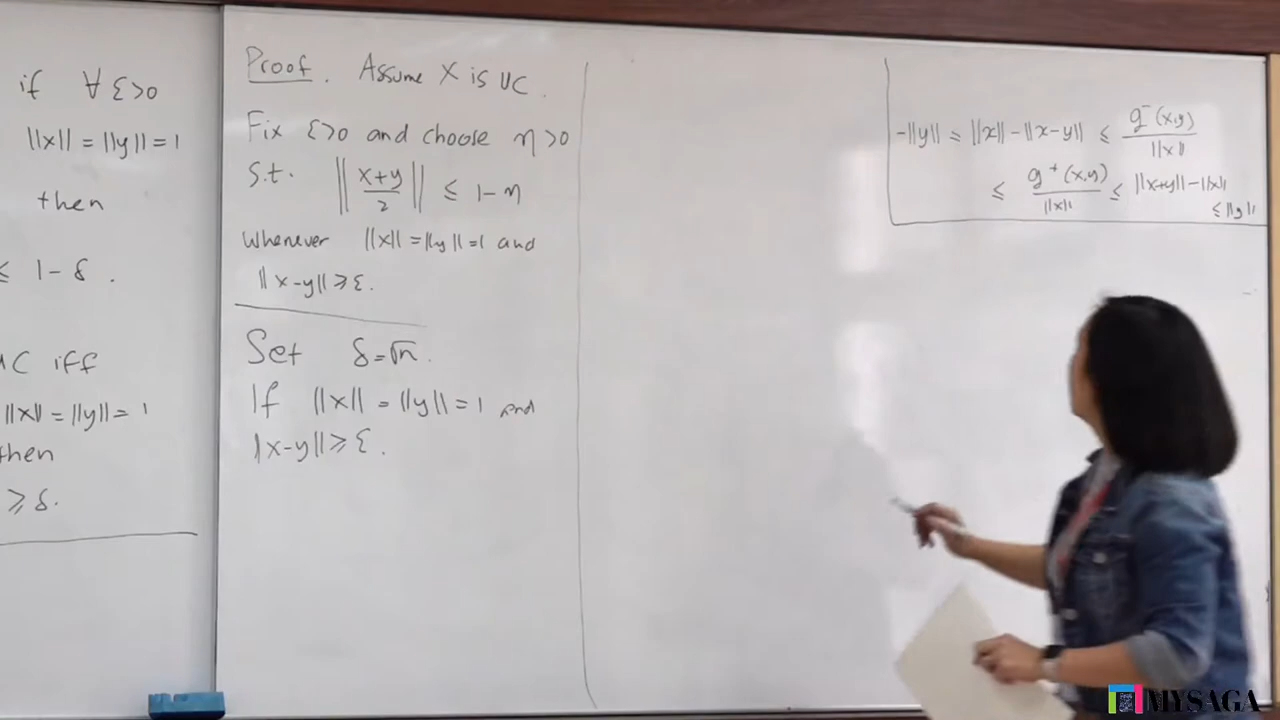 if ∀ ε>0
||x|| = ||y|| = 1
then
≤ 1 - δ .
UC iff
||x|| = ||y|| = 1
then
≥ δ.
Proof. Assume X is UC.
Fix ε>0 and choose η>0
s.t. || x+y / 2 || ≤ 1 - η
Whenever ||x|| = ||y|| = 1 and
||x-y|| ≥ ε.
Set δ = √η.
If ||x|| = ||y|| = 1 and
||x-y|| ≥ ε.
-||y|| ≤ ||x|| - ||x-y|| ≤ g⁻(x,y) / ||x||
≤ g⁺(x,y) / ||x|| ≤ ||x+y|| - ||x||
≤ ||y||
MYSAGA